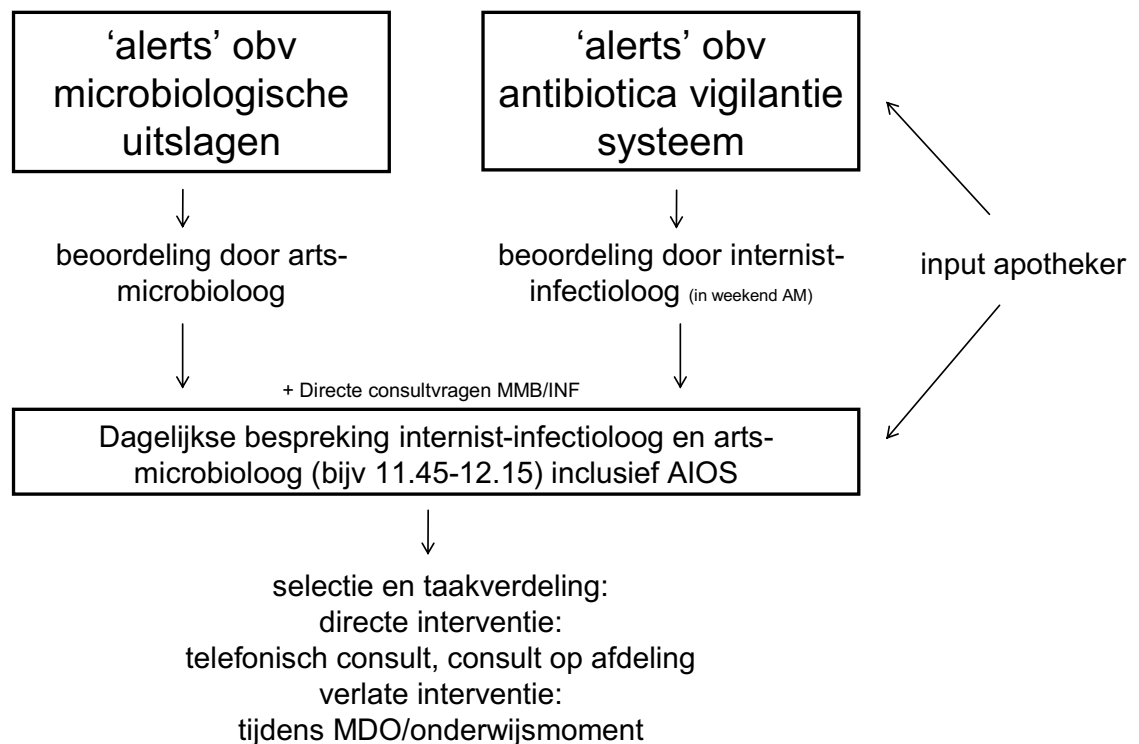 ‘alerts’ obv
microbiologische
uitslagen
‘alerts’ obv
antibiotica vigilantie
systeem
beoordeling door arts-
microbioloog
beoordeling door internist-
infectioloog (in weekend AM)
input apotheker
+ Directe consultvragen MMB/INF
Dagelijkse bespreking internist-infectioloog en arts-
microbioloog (bijv 11.45-12.15) inclusief AIOS
selectie en taakverdeling:
directe interventie:
telefonisch consult, consult op afdeling
verlate interventie:
tijdens MDO/onderwijsmoment